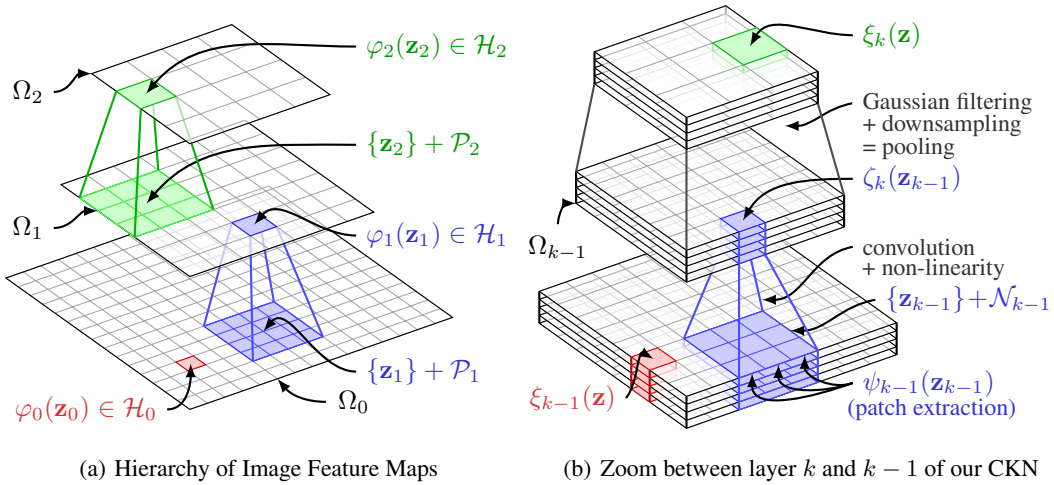 φ₂(z₂) ∈ H₂
Ω₂
{z₂} + P₂
Ω₁
φ₁(z₁) ∈ H₁
{z₁} + P₁
φ₀(z₀) ∈ H₀
Ω₀
(a) Hierarchy of Image Feature Maps
ξₖ(z)
Gaussian filtering
+ downsampling
= pooling
ζₖ(zₖ₋₁)
Ωₖ₋₁
convolution
+ non-linearity
{zₖ₋₁}+Nₖ₋₁
ξₖ₋₁(z)
ψₖ₋₁(zₖ₋₁)
(patch extraction)
(b) Zoom between layer k and k − 1 of our CKN